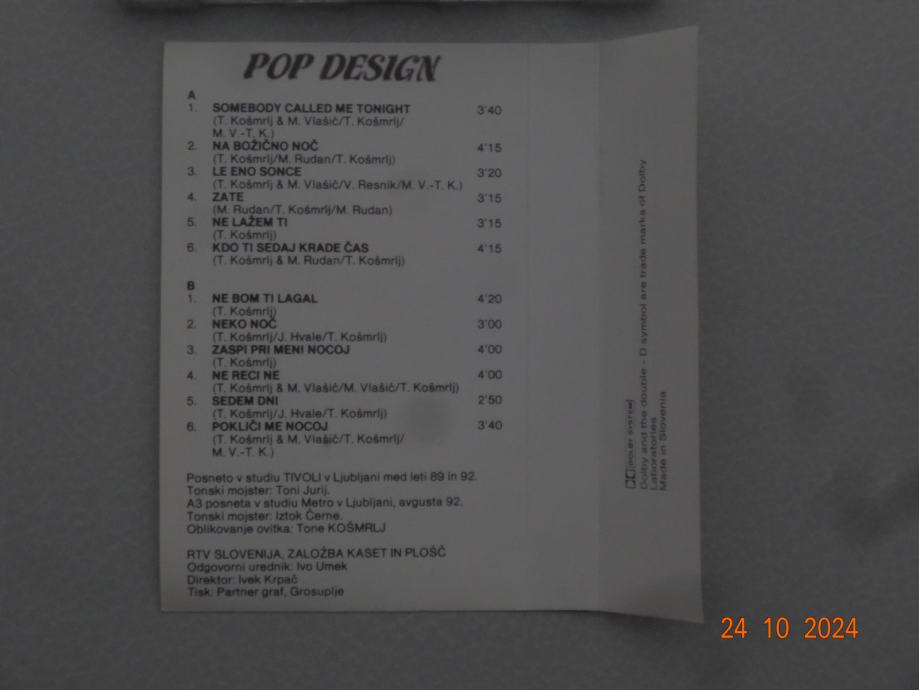 POP DESIGN
A
1. SOMEBODY CALLED ME TONIGHT 3'40
(T. Košmrlj & M. Vlašić/T. Košmrlj/
M. V.-T. K.)
2. NA BOŽIČNO NOČ 4'15
(T. Košmrlj/M. Rudan/T. Košmrlj)
3. LE ENO SONCE 3'20
(T. Košmrlj & M. Vlašić/V. Resnik/M. V.-T. K.)
4. ZATE 3'15
(M. Rudan/T. Košmrlj/M. Rudan)
5. NE LAŽEM TI 3'15
(T. Košmrlj)
6. KDO TI SEDAJ KRADE ČAS 4'15
(T. Košmrlj & M. Rudan/T. Košmrlj)
B
1. NE BOM TI LAGAL 4'20
(T. Košmrlj)
2. NEKO NOČ 3'00
(T. Košmrlj/J. Hvale/T. Košmrlj)
3. ZASPI PRI MENI NOCOJ 4'00
(T. Košmrlj)
4. NE RECI NE 4'00
(T. Košmrlj & M. Vlašić/M. Vlašić/T. Košmrlj)
5. SEDEM DNI 2'50
(T. Košmrlj/J. Hvale/T. Košmrlj)
6. POKLIČI ME NOCOJ 3'40
(T. Košmrlj & M. Vlašić/T. Košmrlj/
M. V.-T. K.)
Posneto v studiu TIVOLI v Ljubljani med leti 89 in 92.
Tonski mojster: Toni Jurij.
A3 posneta v studiu Metro v Ljubljani, avgusta 92.
Tonski mojster: Iztok Černe.
Oblikovanje ovitka: Tone KOŠMRLJ
RTV SLOVENIJA, ZALOŽBA KASET IN PLOŠČ
Odgovorni urednik: Ivo Umek
Direktor: Ivek Krpač
Tisk: Partner graf, Grosuplje
DOLBY SYSTEM
Dolby and the double - D symbol are trade marks of Dolby
Laboratories
Made in Slovenia
24 10 2024